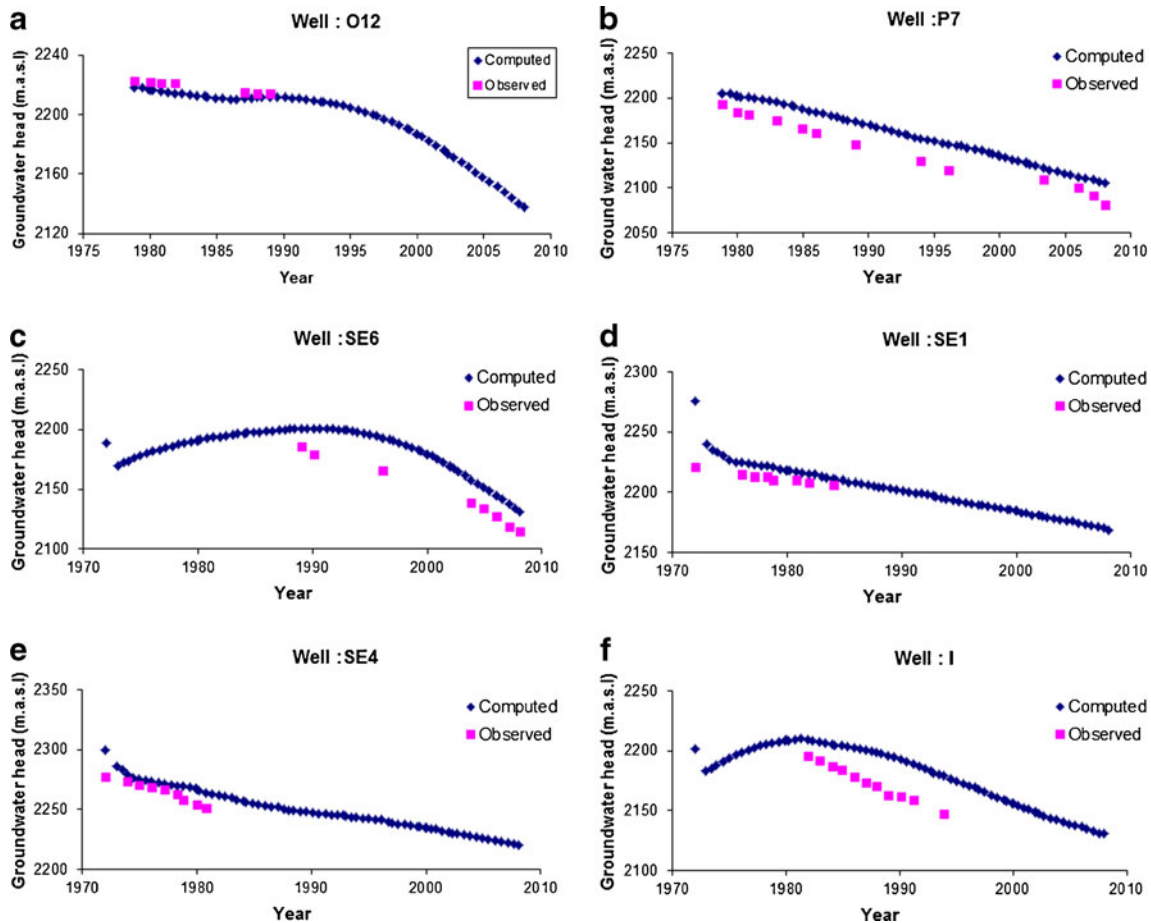 a
Well : O12
Groundwater head (m.a.s.l)
2240
2200
2160
2120
1975 1980 1985 1990 1995 2000 2005 2010
Year
Computed
Observed
b
Well :P7
Ground water head (m.a.s.l)
2250
2200
2150
2100
2050
1975 1980 1985 1990 1995 2000 2005 2010
Year
Computed
Observed
c
Well :SE6
Groundwater head (m.a.s.l)
2250
2200
2150
2100
1970 1980 1990 2000 2010
Year
Computed
Observed
d
Well :SE1
Groundwater head (m.a.s.l)
2300
2250
2200
2150
1970 1980 1990 2000 2010
Year
Computed
Observed
e
Well :SE4
Groundwater head (m.a.s.l)
2350
2300
2250
2200
1970 1980 1990 2000 2010
Year
Computed
Observed
f
Well : I
Groundwater head (m.a.s.l)
2250
2200
2150
2100
1970 1980 1990 2000 2010
Year
Computed
Observed